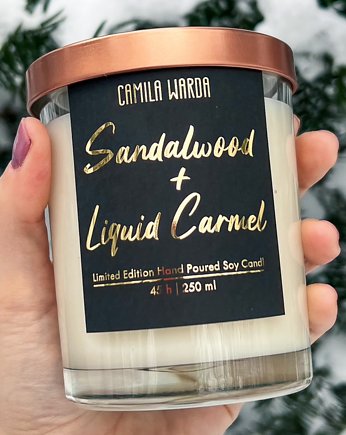 CAMILA WARDA
Sandalwood
+
Liquid Carmel
Limited Edition Hand Poured Soy Candl
45 h | 250 ml